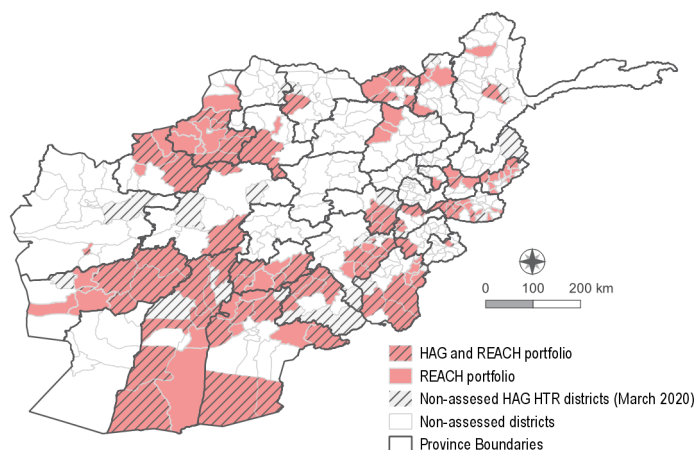 0 100 200 km
HAG and REACH portfolio
REACH portfolio
Non-assesed HAG HTR districts (March 2020)
Non-assessed districts
Province Boundaries